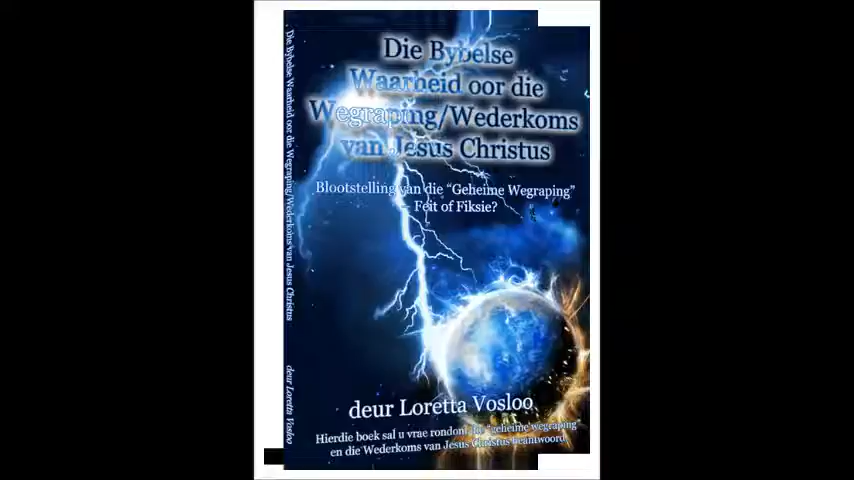 Die Bybelse
Waarheid oor die
Wegraping/Wederkoms
van Jesus Christus
Blootstelling van die “Geheime Wegraping”
– Feit of Fiksie?
deur Loretta Vosloo
Hierdie boek sal u vrae rondom die “geheime wegraping”
en die Wederkoms van Jesus Christus beantwoord
Die Bybelse Waarheid oor die Wegraping/Wederkoms van Jesus Christus
deur Loretta Vosloo